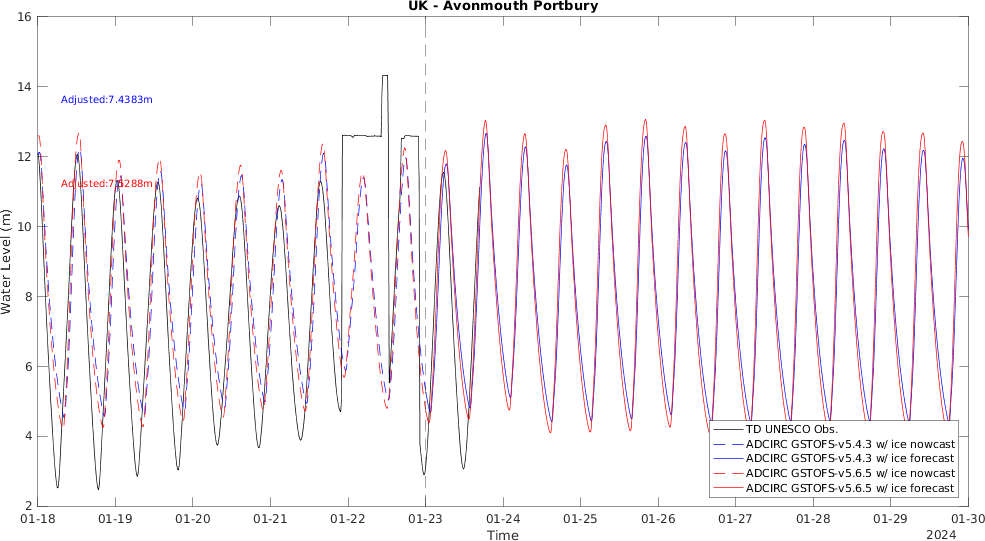 UK - Avonmouth Portbury
16
14
12
10
8
6
4
2
Water Level (m)
Adjusted:7.4383m
Adjusted:7.5288m
TD UNESCO Obs.
ADCIRC GSTOFS-v5.4.3 w/ ice nowcast
ADCIRC GSTOFS-v5.4.3 w/ ice forecast
ADCIRC GSTOFS-v5.6.5 w/ ice nowcast
ADCIRC GSTOFS-v5.6.5 w/ ice forecast
01-18 01-19 01-20 01-21 01-22 01-23 01-24 01-25 01-26 01-27 01-28 01-29 01-30
Time
2024